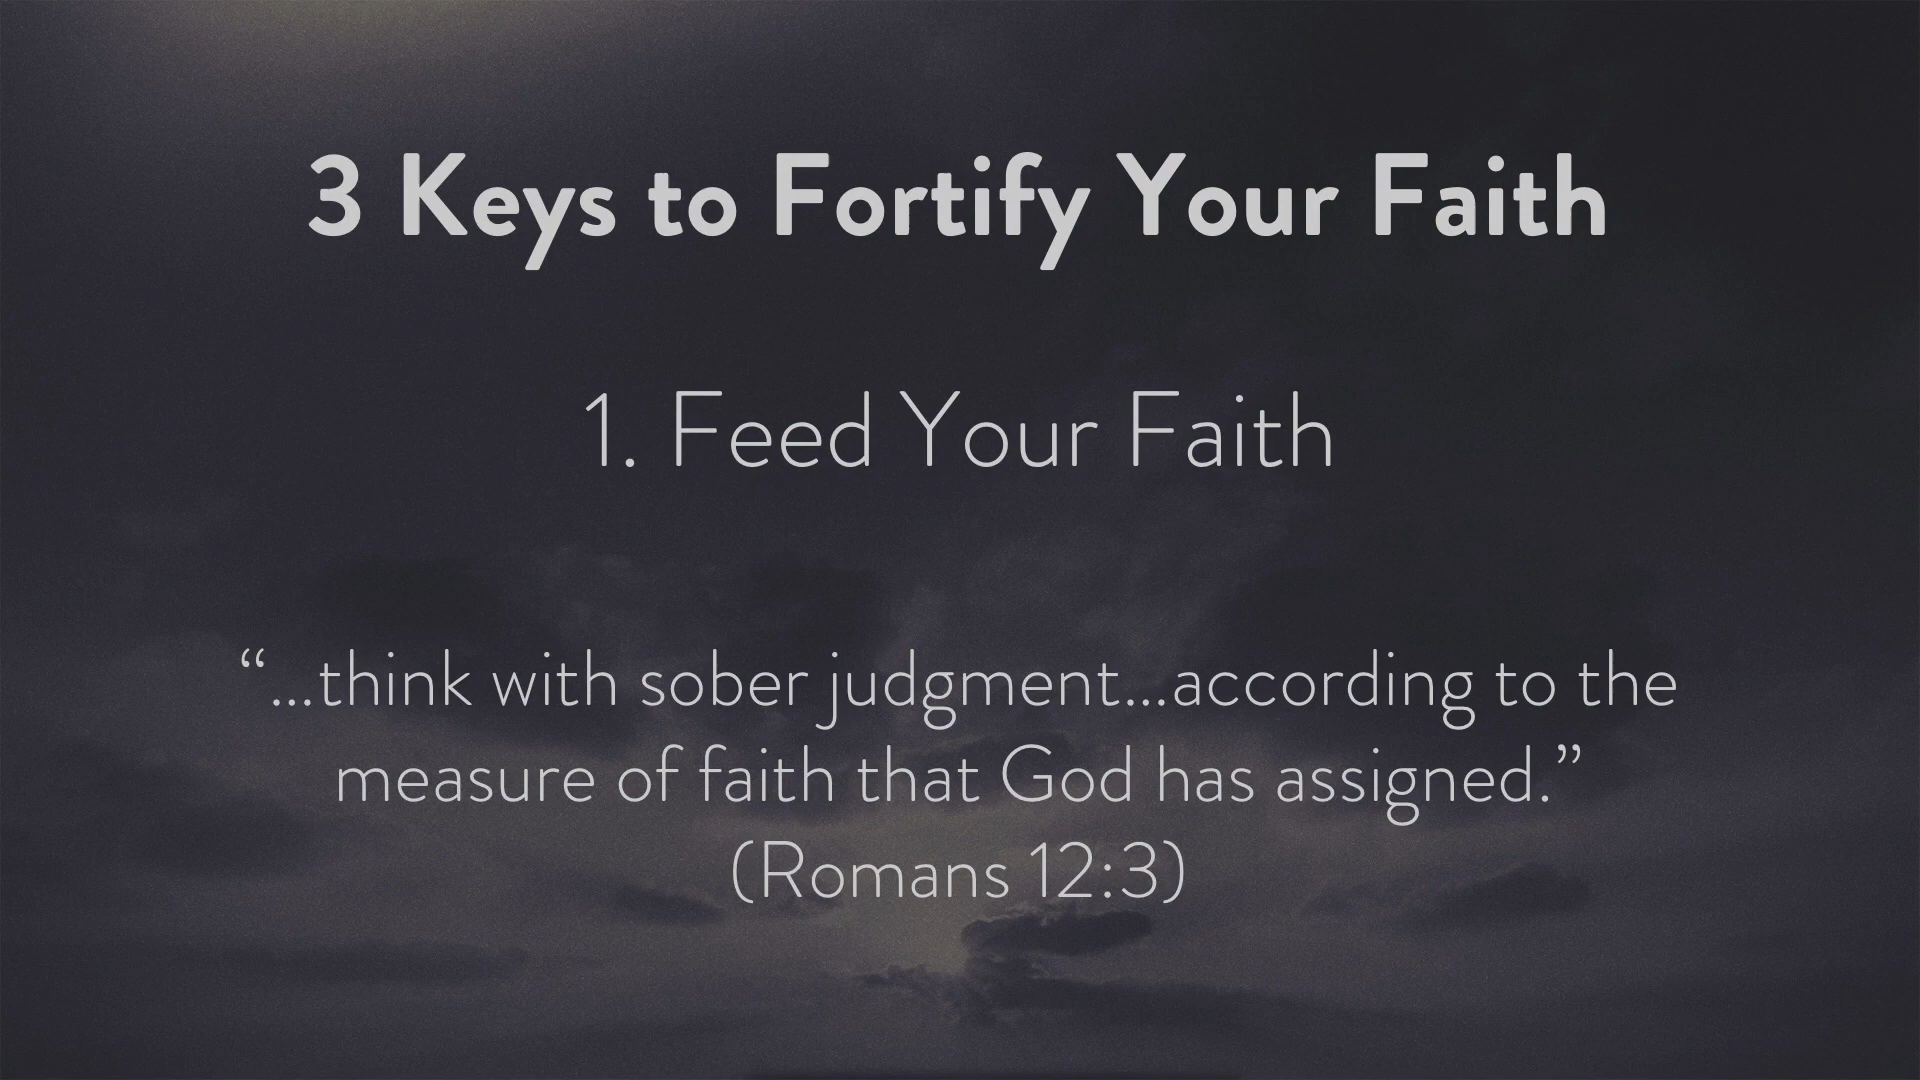 3 Keys to Fortify Your Faith
1. Feed Your Faith
“...think with sober judgment...according to the
measure of faith that God has assigned.”
(Romans 12:3)